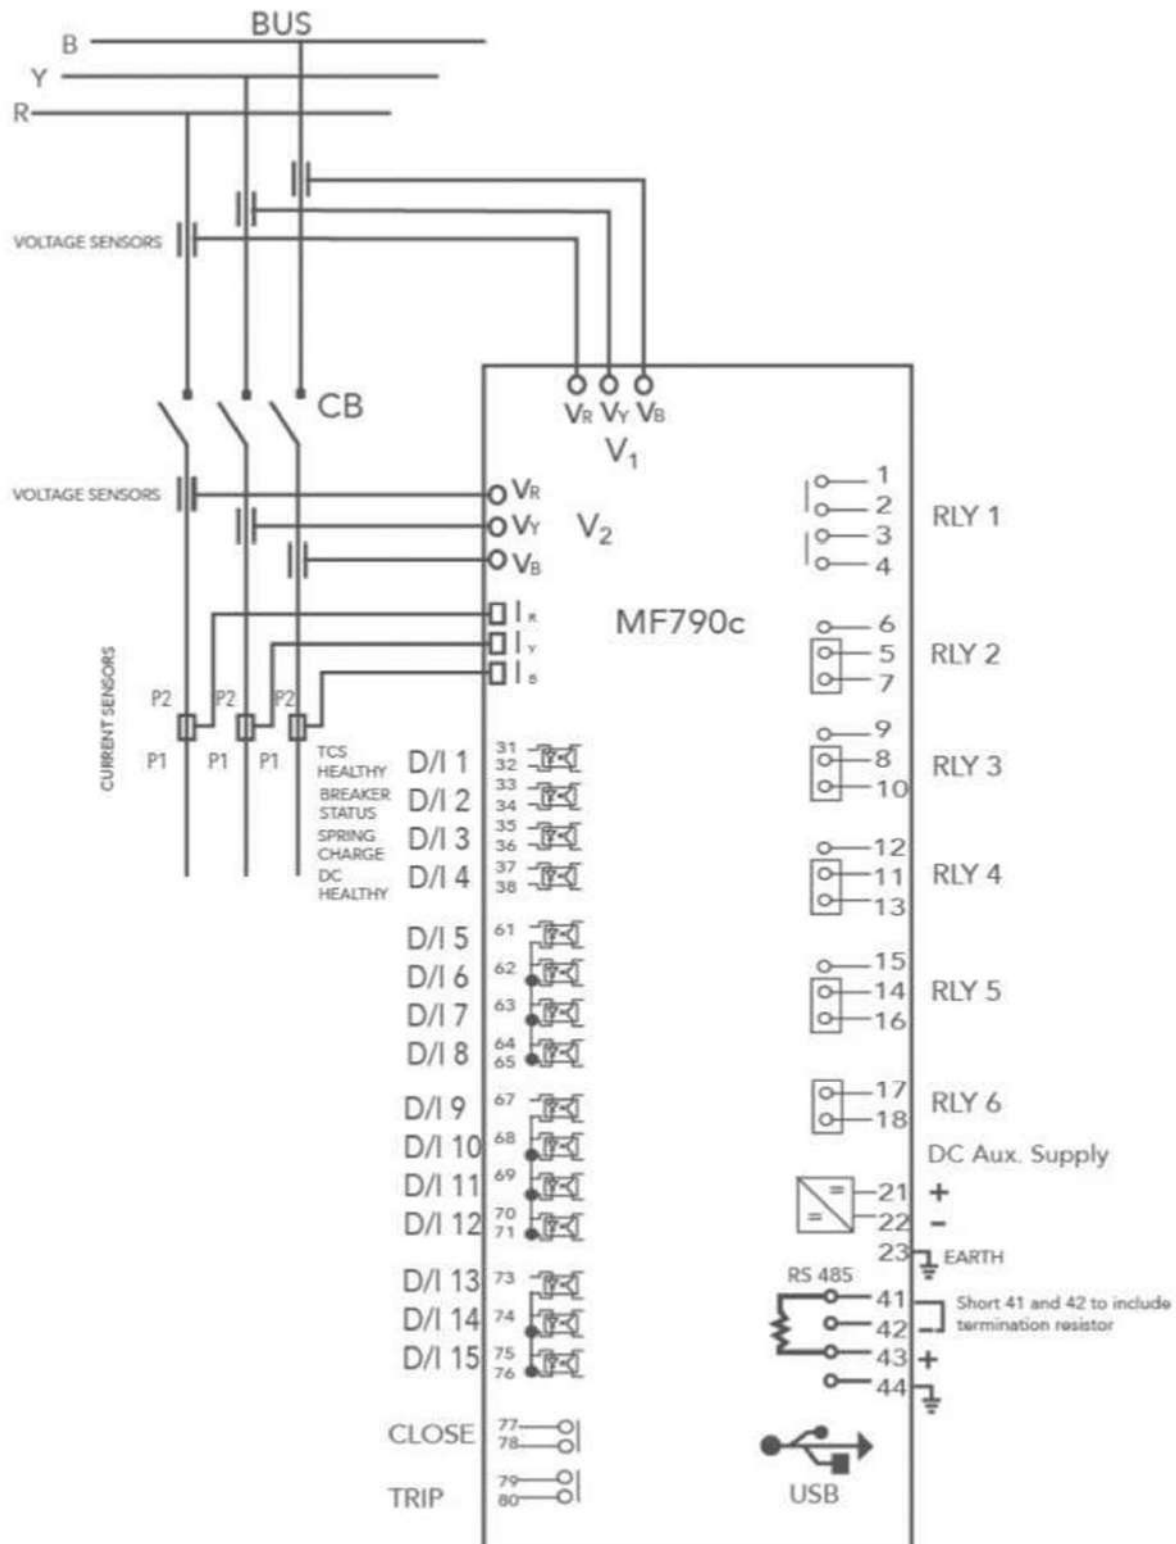 BUS
B
Y
R
VOLTAGE SENSORS
CB
VR VY VB
V1
VOLTAGE SENSORS
VR
VY
VB
V2
I R
I Y
I B
MF790c
CURRENT SENSORS
P2 P2 P2
P1 P1 P1
TCS
HEALTHY
D/I 1
31
32
BREAKER
STATUS
D/I 2
33
34
SPRING
CHARGE
D/I 3
35
36
DC
HEALTHY
D/I 4
37
38
D/I 5 61
D/I 6 62
D/I 7 63
D/I 8 64
65
D/I 9 67
D/I 10 68
D/I 11 69
D/I 12 70
71
D/I 13 73
D/I 14 74
D/I 15 75
76
CLOSE 77
78
TRIP 79
80
1
2
3
4
RLY 1
6
5
7
RLY 2
9
8
10
RLY 3
12
11
13
RLY 4
15
14
16
RLY 5
17
18
RLY 6
DC Aux. Supply
21 +
22 –
23 EARTH
RS 485
41
42 –
43 +
44
Short 41 and 42 to include
termination resistor
USB